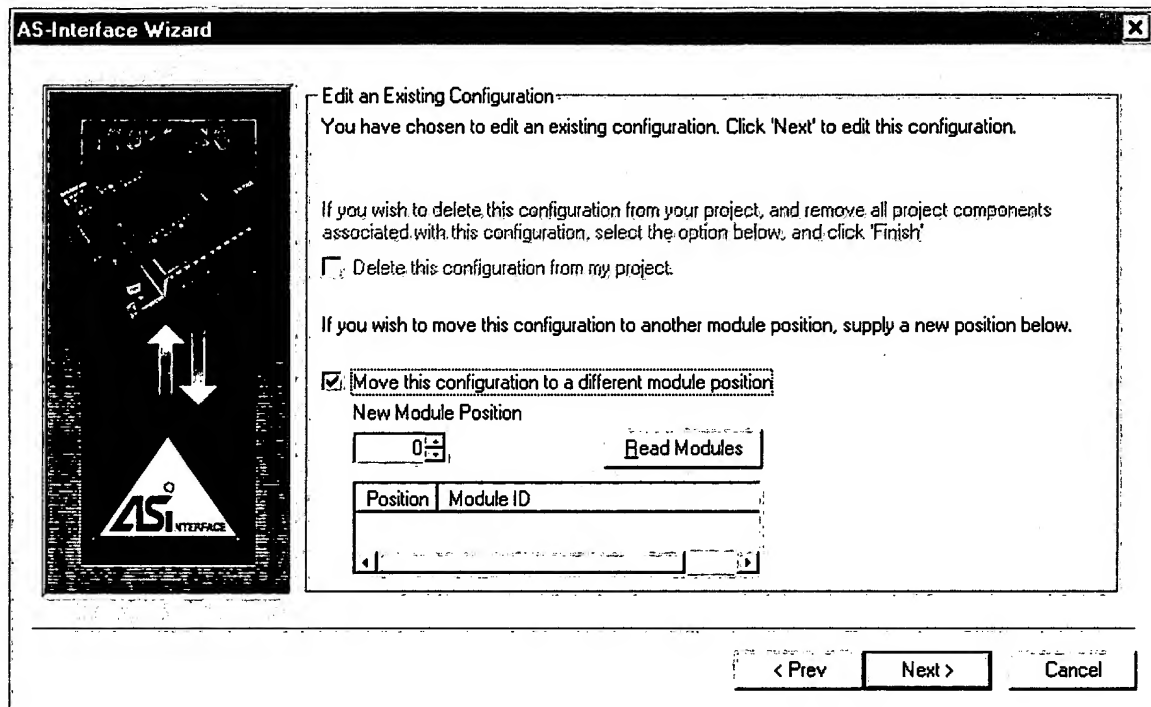 AS-Interface Wizard
Edit an Existing Configuration
You have chosen to edit an existing configuration. Click 'Next' to edit this configuration.
If you wish to delete this configuration from your project, and remove all project components
associated with this configuration, select the option below, and click 'Finish'
Delete this configuration from my project.
If you wish to move this configuration to another module position, supply a new position below.
Move this configuration to a different module position
New Module Position
0
Read Modules
Position Module ID
ASi INTERFACE
< Prev Next > Cancel